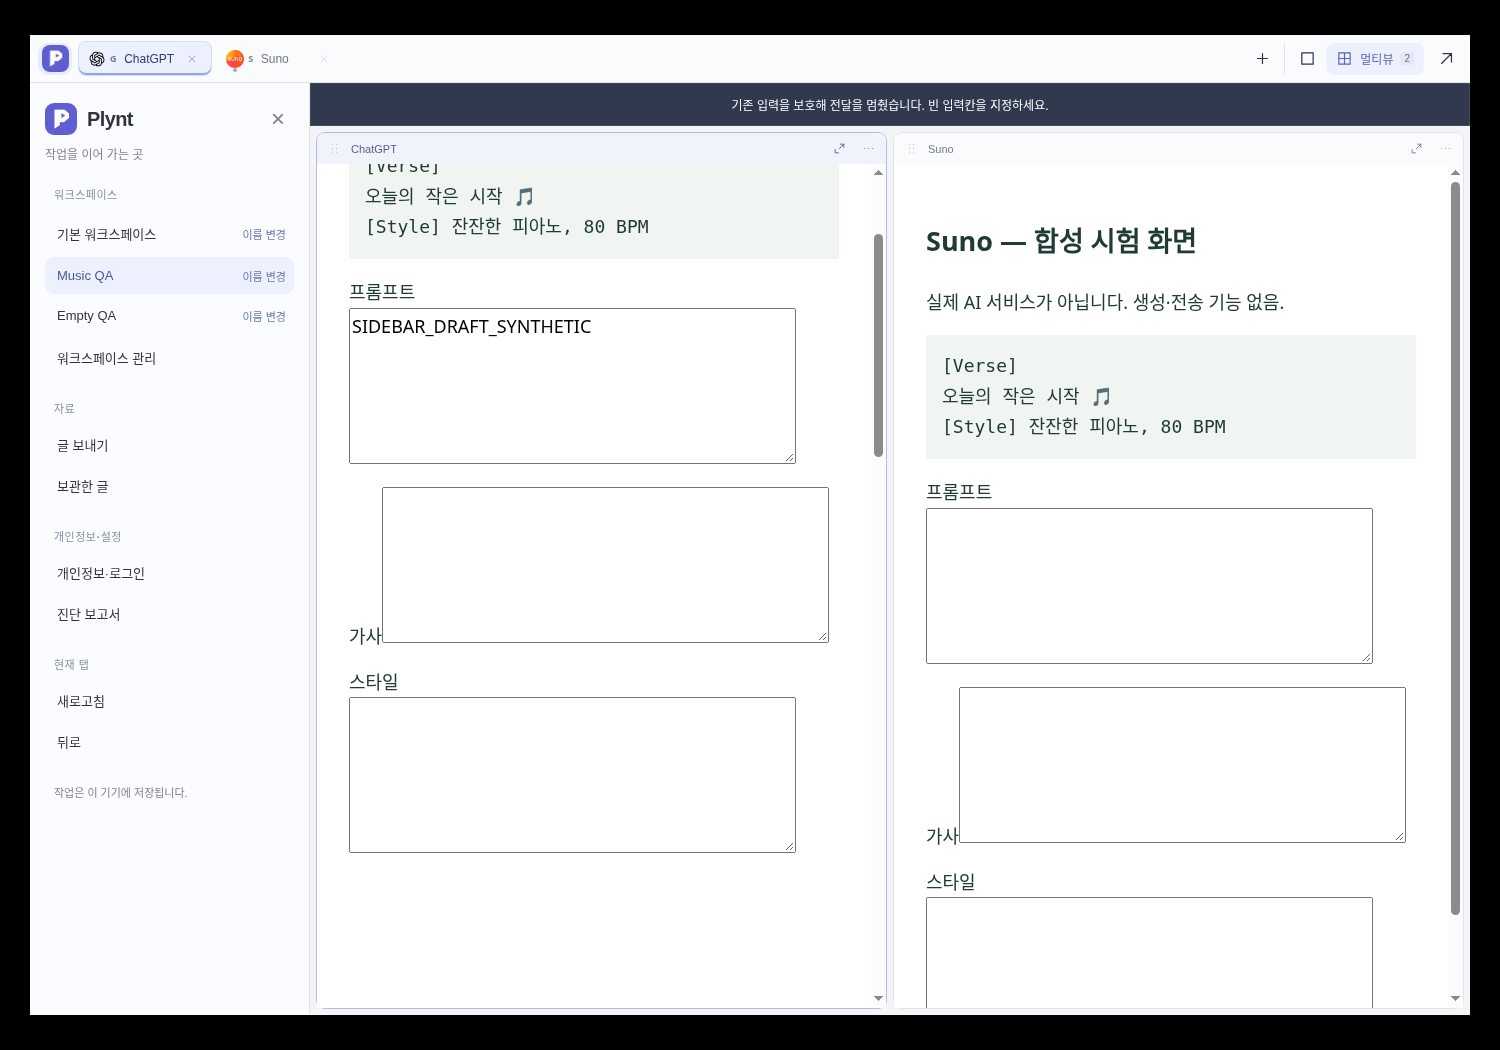 G ChatGPT
SUNO S Suno
멀티뷰 2
Plynt
작업을 이어 가는 곳
워크스페이스
기본 워크스페이스 이름 변경
Music QA 이름 변경
Empty QA 이름 변경
워크스페이스 관리
자료
글 보내기
보관한 글
개인정보·설정
개인정보·로그인
진단 보고서
현재 탭
새로고침
뒤로
작업은 이 기기에 저장됩니다.
기존 입력을 보호해 전달을 멈췄습니다. 빈 입력칸을 지정하세요.
ChatGPT
[Verse]
오늘의 작은 시작 🎵
[Style] 잔잔한 피아노, 80 BPM
프롬프트
SIDEBAR_DRAFT_SYNTHETIC
가사
스타일
Suno
Suno — 합성 시험 화면
실제 AI 서비스가 아닙니다. 생성·전송 기능 없음.
[Verse]
오늘의 작은 시작 🎵
[Style] 잔잔한 피아노, 80 BPM
프롬프트
가사
스타일